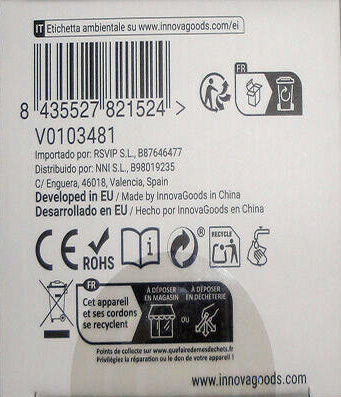 IT Etichetta ambientale su www.innovagoods.com/ei
FR
8 435527 821524 >
V0103481
Importado por: RSVIP S.L., B87646477
Distribuido por: NNI S.L., B98019235
C/ Enguera, 46018, Valencia, Spain
Developed in EU / Made by InnovaGoods in China
Desarrollado en EU / Hecho por InnovaGoods en China
CE ROHS i ® RECYCLE
FR
Cet appareil
et ses cordons
se recyclent
À DÉPOSER
EN MAGASIN
OU
À DÉPOSER
EN DÉCHÈTERIE
Points de collecte sur www.quefairedemesdechets.fr
Privilégiez la réparation ou le don de votre appareil !
www.innovagoods.com